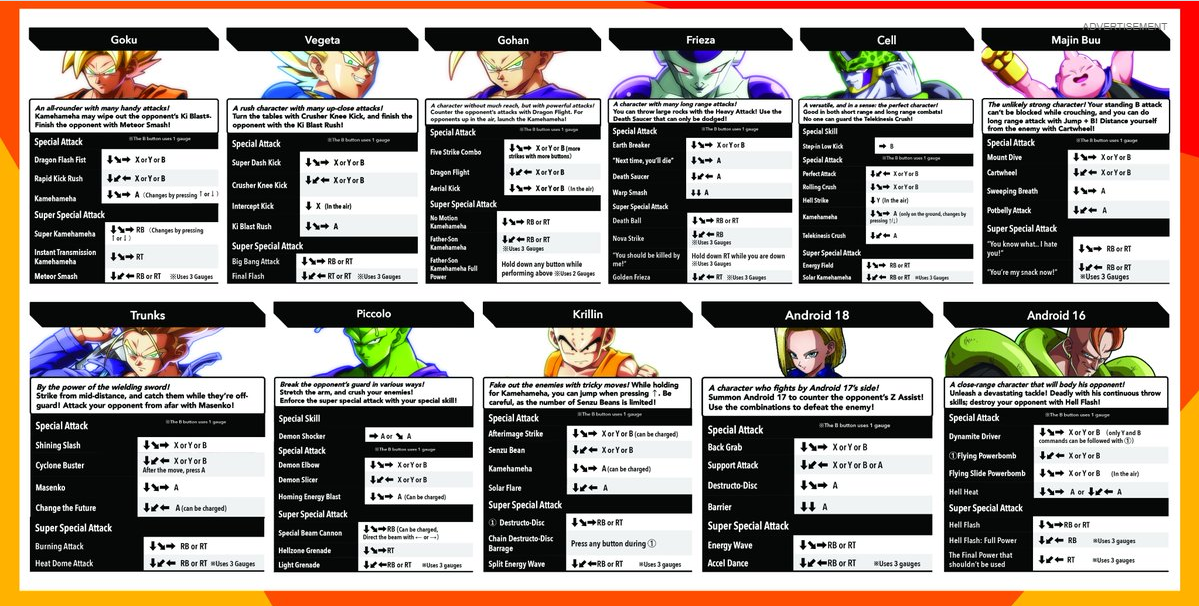 ADVERTISEMENT
Goku
An all-rounder with many handy attacks!
Kamehameha may wipe out the opponent's Ki Blasts.
Finish the opponent with Meteor Smash!
Special Attack ※The B button uses 1 gauge
Dragon Flash Fist ⬇⬊➡ X or Y or B
Rapid Kick Rush ⬇⬋⬅ X or Y or B
Kamehameha ⬇⬊➡ A (Changes by pressing ↑ or ↓)
Super Special Attack
Super Kamehameha ⬇⬊➡ RB (Changes by pressing
↑ or ↓)
Instant Transmission
Kamehameha ⬇⬊➡ RT
Meteor Smash ⬇⬋⬅ RB or RT ※Uses 3 Gauges
Vegeta
A rush character with many up-close attacks!
Turn the tables with Crusher Knee Kick, and finish the
opponent with the Ki Blast Rush!
※The B button uses 1 gauge
Special Attack
Super Dash Kick ⬇⬊➡ X or Y or B
Crusher Knee Kick ⬇⬋⬅ X or Y or B
Intercept Kick ⬇ X (In the air)
Ki Blast Rush ⬇⬊➡ A
Super Special Attack
Big Bang Attack ⬇⬊➡ RB or RT
Final Flash ⬇⬋⬅ RT or RT ※Uses 3 Gauges
Gohan
A character without much reach, but with powerful attacks!
Counter the opponent's attacks with Dragon Flight. For
opponents up in the air, launch the Kamehameha!
Special Attack ※The B button uses 1 gauge
Five Strike Combo ⬇⬊➡ X or Y or B (more
strikes with more buttons)
Dragon Flight ⬇⬋⬅ X or Y or B
Aerial Kick ⬇⬊➡ X or Y or B (In the air)
Super Special Attack
No Motion
Kamehameha ⬇⬊➡ RB or RT
Father-Son
Kamehameha ⬇⬋⬅ RB or RT
※Uses 3 Gauges
Father-Son
Kamehameha Full
Power
Hold down any button while
performing above ※Uses 2 Gauges
Frieza
A character with many long range attacks!
You can throw large rocks with the Heavy Attack! Use the
Death Saucer that can only be dodged!
Special Attack ※The B button uses 1 gauge
Earth Breaker ⬇⬊➡ X or Y or B
"Next time, you'll die" ⬇⬊➡ A
Death Saucer ⬇⬋⬅ A
Warp Smash ⬇⬇ A
Super Special Attack
Death Ball ⬇⬊➡ RB or RT
Nova Strike ⬇⬋⬅ RB
※Uses 3 Gauges
"You should be killed by
me!" Hold down RT while you are down
※Uses 3 Gauges
Golden Frieza ⬇⬋⬅ RT ※Uses 3 Gauges
Cell
A versatile, and in a sense: the perfect character!
Good in both short range and long range combats!
No one can guard the Telekinesis Crush!
Special Skill
Step-in Low Kick ➡ B
Special Attack ※The B button uses 1 gauge
Perfect Attack ⬇⬋⬅ X or Y or B
Rolling Crush ⬇⬊➡ X or Y or B
Hell Strike ⬇ Y (In the air)
Kamehameha ⬇⬊➡ A (only on the ground, changes by
pressing ↑/↓)
Telekinesis Crush ⬇⬋⬅ A
Super Special Attack
Energy Field ⬇⬊➡ RB or RT
Solar Kamehameha ⬇⬋⬅ RB or RT ※Uses 3 Gauges
Majin Buu
The unlikely strong character! Your standing B attack
can't be blocked while crouching, and you can do
long range attack with Jump + B! Distance yourself
from the enemy with Cartwheel!
Special Attack ※The B button uses 1 gauge
Mount Dive ⬇⬊➡ X or Y or B
Cartwheel ⬇⬋⬅ X or Y or B
Sweeping Breath ⬇⬊➡ A
Potbelly Attack ⬇⬋⬅ A
Super Special Attack
"You know what.. I hate
you!" ⬇⬊➡ RB or RT
"You're my snack now!" ⬇⬋⬅ RB or RT
※Uses 3 Gauges
Trunks
By the power of the wielding sword!
Strike from mid-distance, and catch them while they're off-
guard! Attack your opponent from afar with Masenko!
※The B button uses 1 gauge
Special Attack
Shining Slash ⬇⬊➡ X or Y or B
Cyclone Buster ⬇⬋⬅ X or Y or B
After the move, press A
Masenko ⬇⬊➡ A
Change the Future ⬇⬋⬅ A (can be charged)
Super Special Attack
Burning Attack ⬇⬊➡ RB or RT
Heat Dome Attack ⬇⬋⬅ RB or RT ※Uses 3 Gauges
Piccolo
Break the opponent's guard in various ways!
Stretch the arm, and crush your enemies!
Enforce the super special attack with your special skill!
Special Skill
Demon Shocker ➡ A or ⬊ A
Special Attack ※The B button uses 1 gauge
Demon Elbow ⬇⬊➡ X or Y or B
Demon Slicer ⬇⬋⬅ X or Y or B
Homing Energy Blast ⬇⬊➡ A (Can be charged)
Super Special Attack
Special Beam Cannon ⬇⬊➡RB (Can be charged,
Direct the beam with ← or →)
Hellzone Grenade ⬇⬊➡RT
Light Grenade ⬇⬋⬅RB or RT ※Uses 3 gauges
Krillin
Fake out the enemies with tricky moves! While holding
for Kamehameha, you can jump when pressing ↑. Be
careful, as the number of Senzu Beans is limited!
Special Attack ※The B button uses 1 gauge
Afterimage Strike ⬇⬊➡ X or Y or B (can be charged)
Senzu Bean ⬇⬋⬅ X or Y or B
Kamehameha ⬇⬊➡ A (can be charged)
Solar Flare ⬇⬋⬅ A
Super Special Attack
① Destructo-Disc ⬇⬊➡RB or RT
Chain Destructo-Disc
Barrage Press any button during ①
Split Energy Wave ⬇⬋⬅RB or RT ※Uses 3 gauges
Android 18
A character who fights by Android 17's side!
Summon Android 17 to counter the opponent's Z Assist!
Use the combinations to defeat the enemy!
Special Attack ※The B button uses 1 gauge
Back Grab ⬇⬊➡ X or Y or B
Support Attack ⬇⬋⬅ X or Y or B or A
Destructo-Disc ⬇⬊➡ A
Barrier ⬇⬇ A
Super Special Attack
Energy Wave ⬇⬊➡RB or RT
Accel Dance ⬇⬋⬅RB or RT ※Uses 3 gauges
Android 16
A close-range character that will body his opponent!
Unleash a devastating tackle! Deadly with his continuous throw
skills; destroy your opponent with Hell Flash!
Special Attack ※The B button uses 1 gauge
Dynamite Driver ⬇⬊➡ X or Y or B (only Y and B
commands can be followed with ①)
①Flying Powerbomb ⬇⬋⬅ X or Y or B
Flying Slide Powerbomb ⬇⬊➡ X or Y or B (In the air)
Hell Heat ⬇⬊➡ A or ⬇⬋⬅ A
Super Special Attack
Hell Flash ⬇⬊➡RB or RT
Hell Flash: Full Power ⬇⬋⬅ RB ※Uses 3 gauges
The Final Power that
shouldn't be used ⬇⬋⬅ RT ※Uses 3 gauges